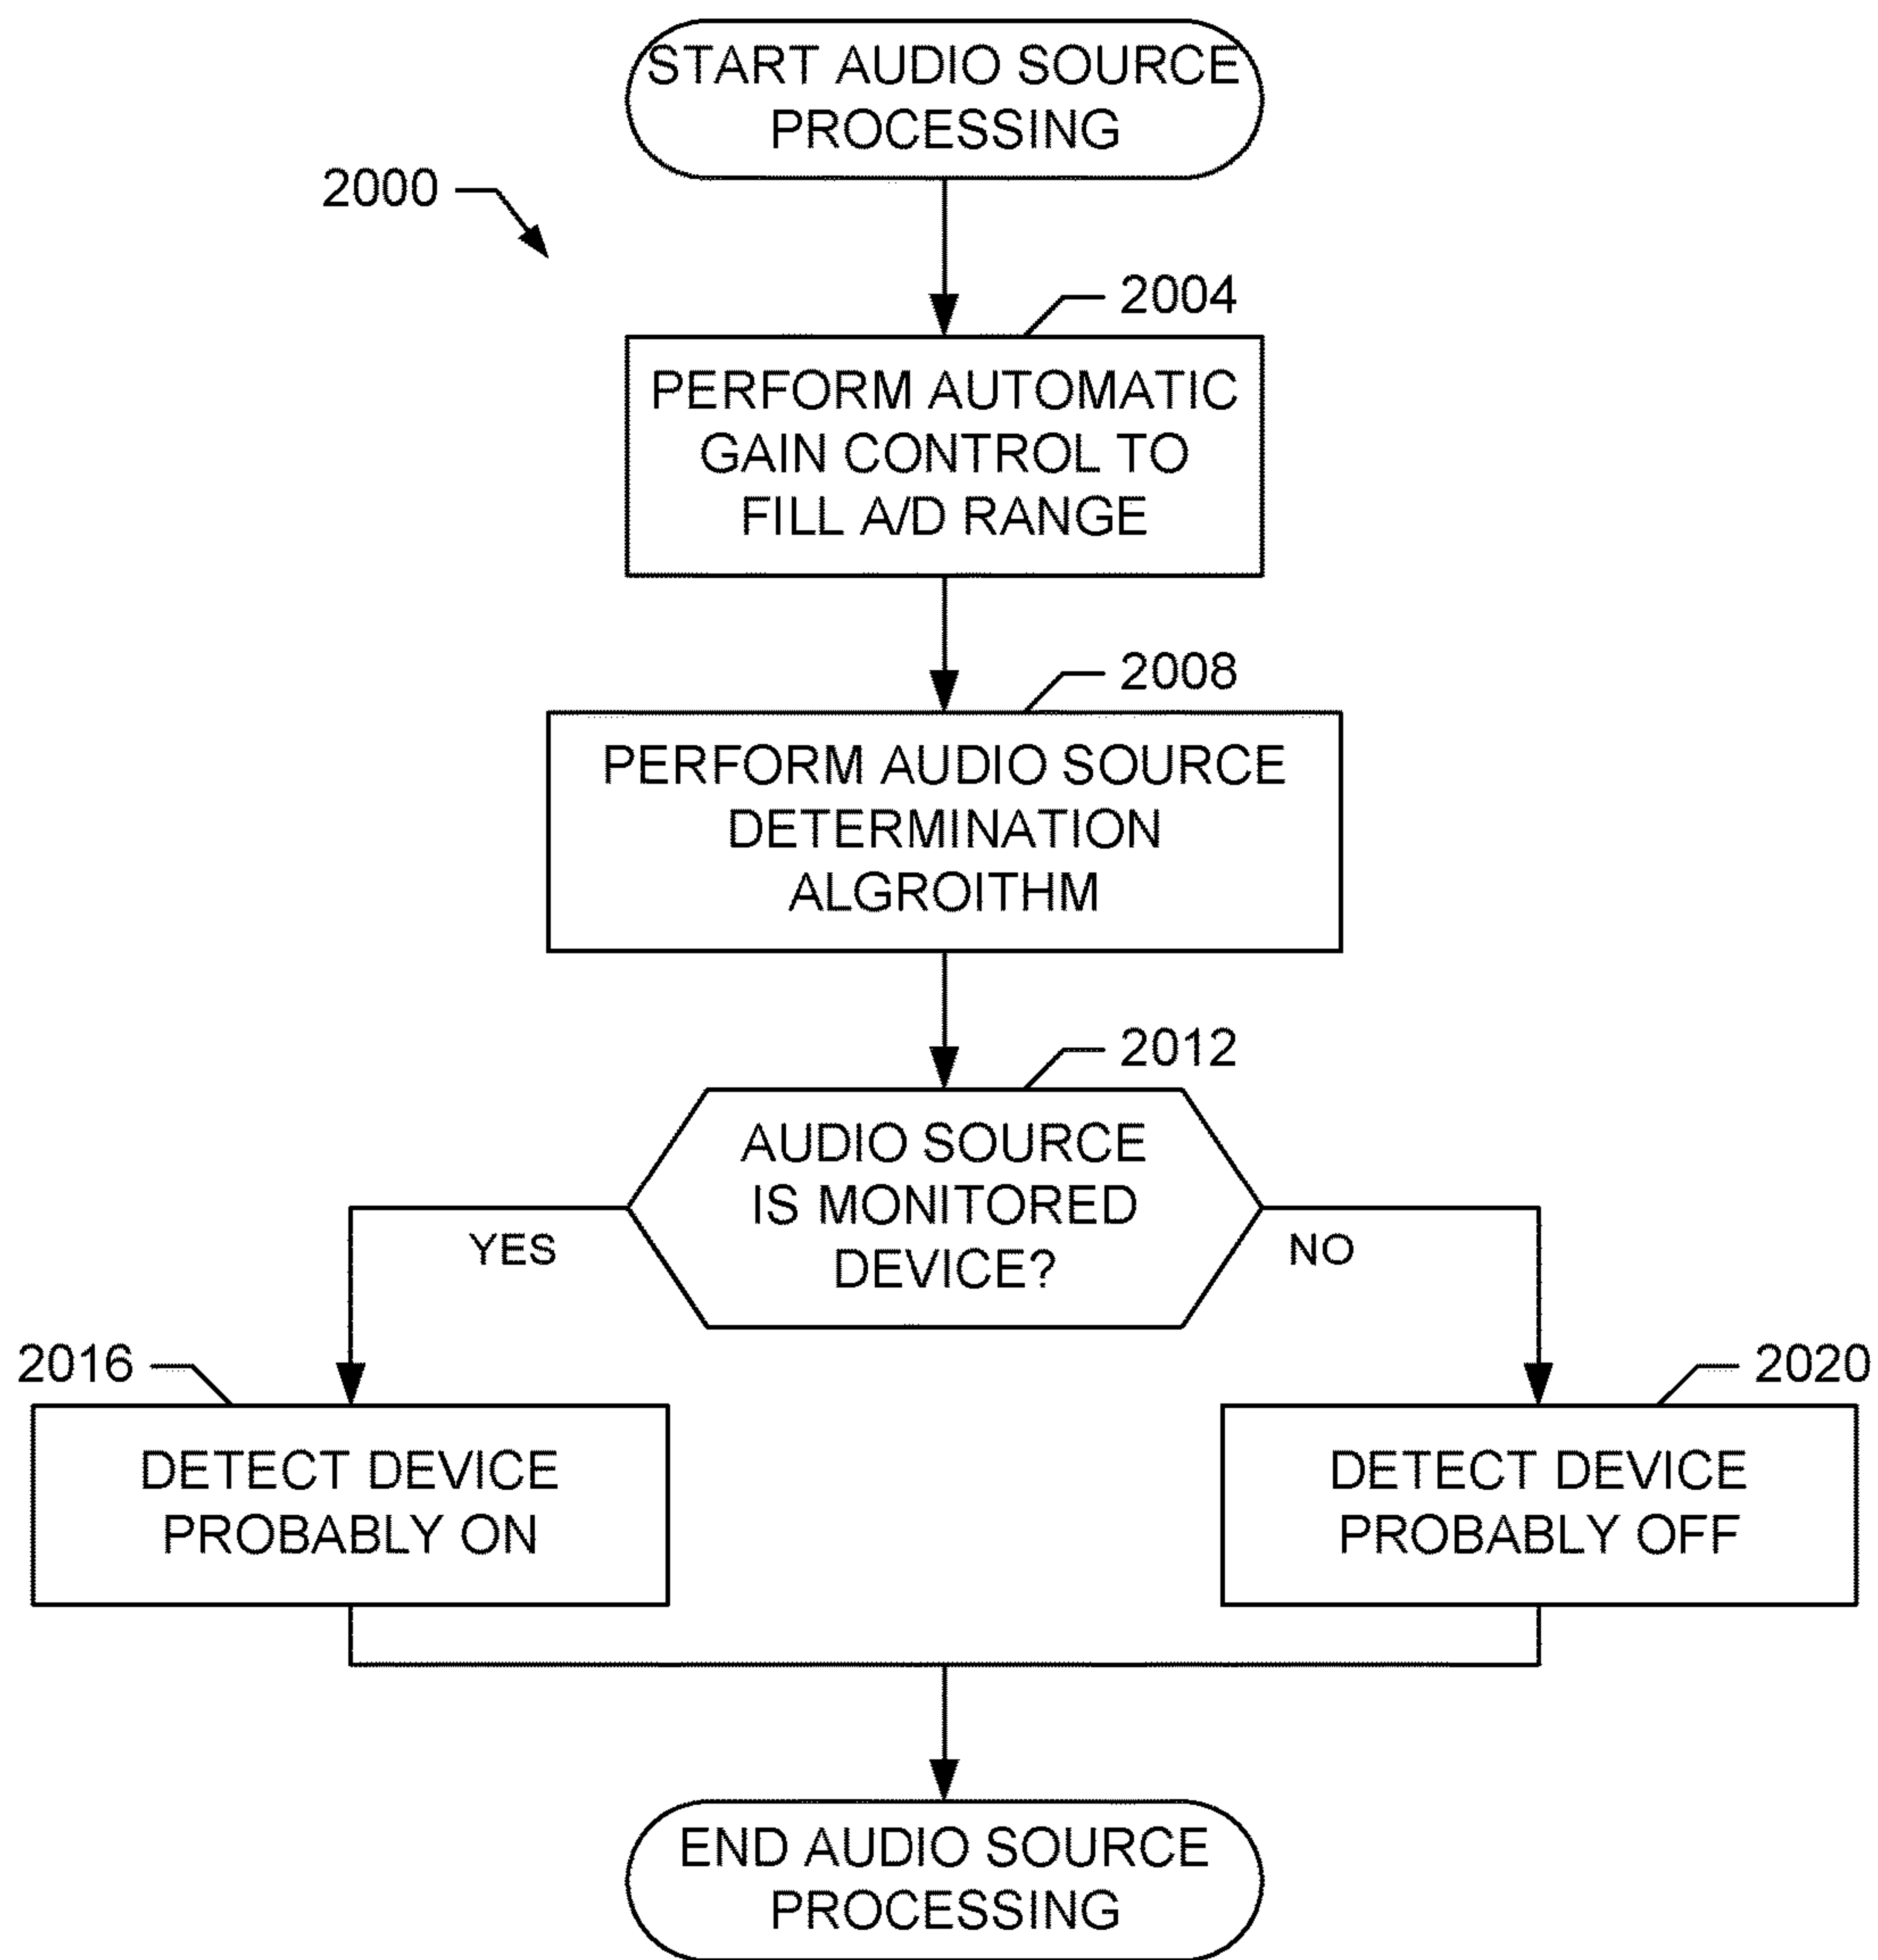 START AUDIO SOURCE
PROCESSING
2000
2004
PERFORM AUTOMATIC
GAIN CONTROL TO
FILL A/D RANGE
2008
PERFORM AUDIO SOURCE
DETERMINATION
ALGROITHM
2012
AUDIO SOURCE
IS MONITORED
DEVICE?
YES
NO
2016
DETECT DEVICE
PROBABLY ON
2020
DETECT DEVICE
PROBABLY OFF
END AUDIO SOURCE
PROCESSING